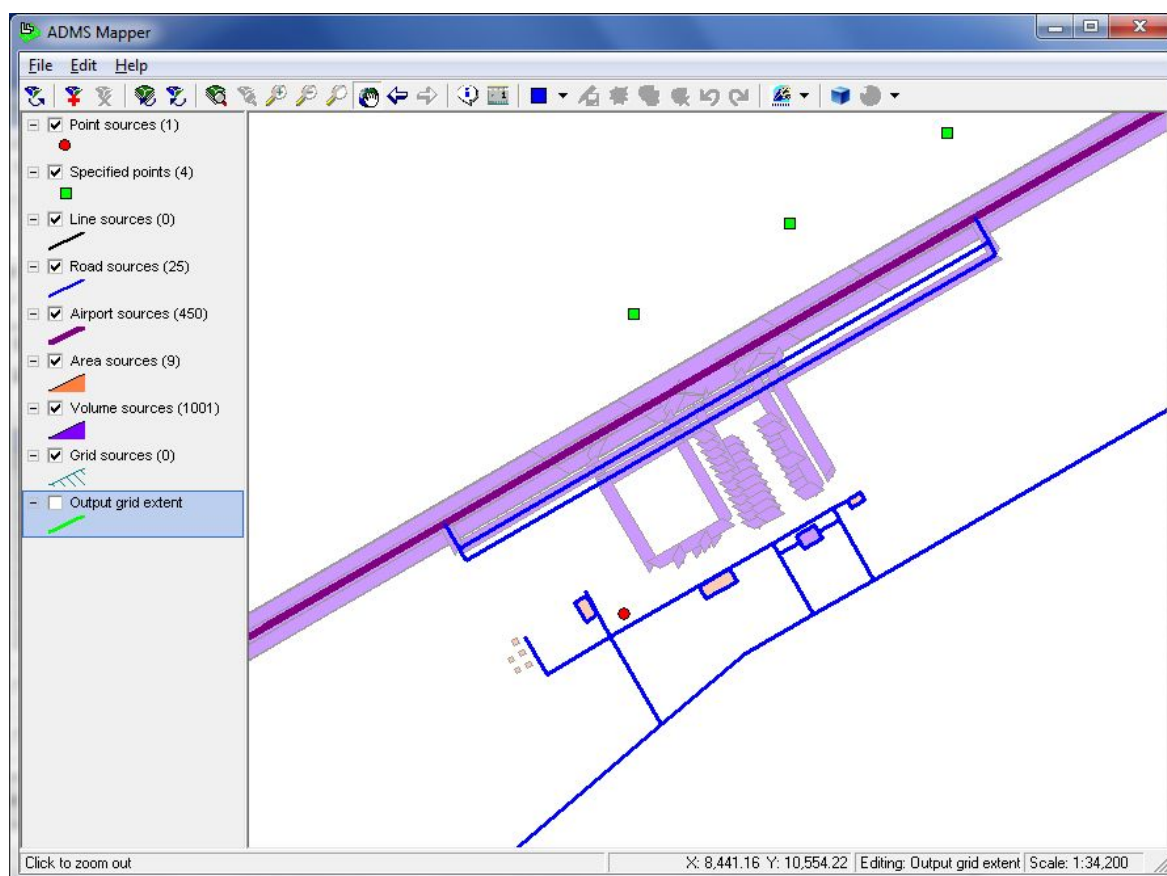 ADMS Mapper
File Edit Help
Point sources (1)
Specified points (4)
Line sources (0)
Road sources (25)
Airport sources (450)
Area sources (9)
Volume sources (1001)
Grid sources (0)
Output grid extent
Click to zoom out X: 8,441.16 Y: 10,554.22 Editing: Output grid extent Scale: 1:34,200